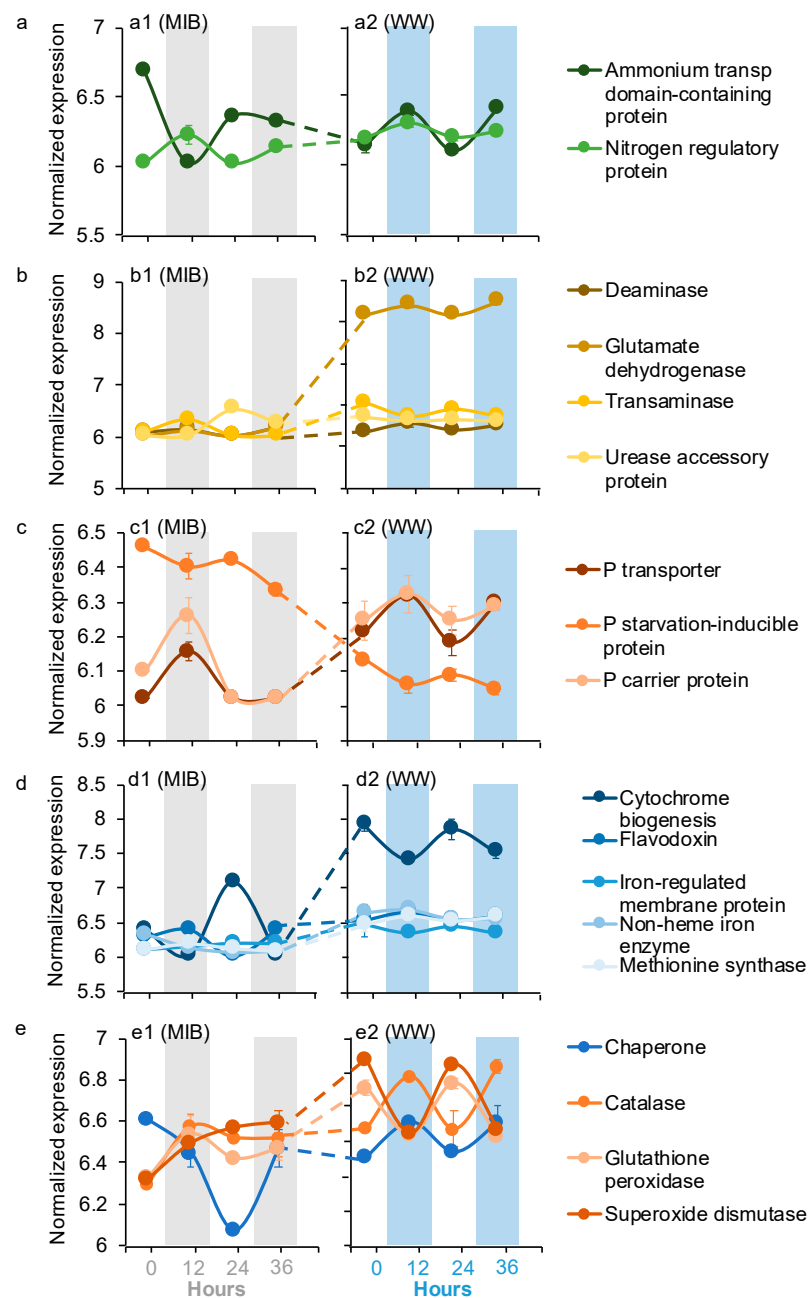 a
a1 (MIB)
a2 (WW)
Normalized expression
7
6.5
6
5.5
Ammonium transp
domain-containing
protein
Nitrogen regulatory
protein
b
b1 (MIB)
b2 (WW)
Normalized expression
9
8
7
6
5
Deaminase
Glutamate
dehydrogenase
Transaminase
Urease accessory
protein
c
c1 (MIB)
c2 (WW)
Normalized expression
6.5
6.4
6.3
6.2
6.1
6
5.9
P transporter
P starvation-inducible
protein
P carrier protein
d
d1 (MIB)
d2 (WW)
Normalized expression
8.5
8
7.5
7
6.5
6
5.5
Cytochrome
biogenesis
Flavodoxin
Iron-regulated
membrane protein
Non-heme iron
enzyme
Methionine synthase
e
e1 (MIB)
e2 (WW)
Normalized expression
7
6.8
6.6
6.4
6.2
6
Chaperone
Catalase
Glutathione
peroxidase
Superoxide dismutase
0 12 24 36
0 12 24 36
Hours
Hours